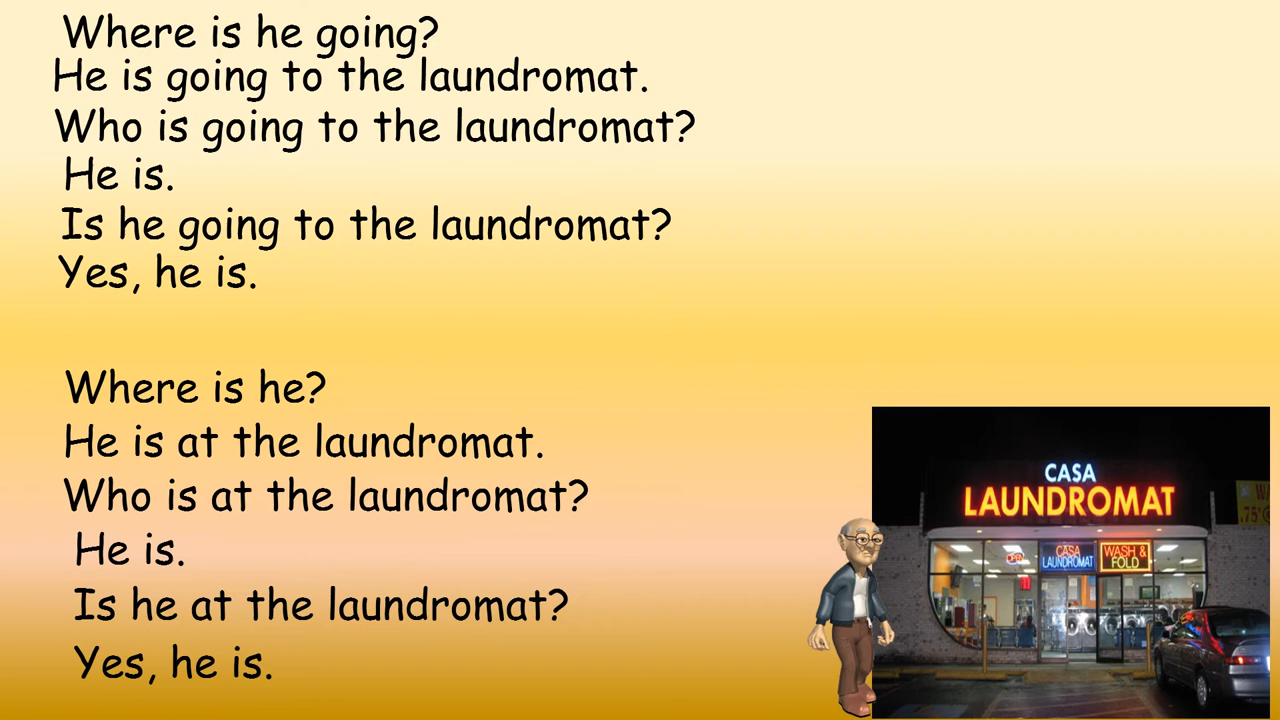 Where is he going?
He is going to the laundromat.
Who is going to the laundromat?
He is.
Is he going to the laundromat?
Yes, he is.
Where is he?
He is at the laundromat.
Who is at the laundromat?
He is.
Is he at the laundromat?
Yes, he is.
CASA
LAUNDROMAT
OPEN
CASA
LAUNDROMAT
WASH &
FOLD